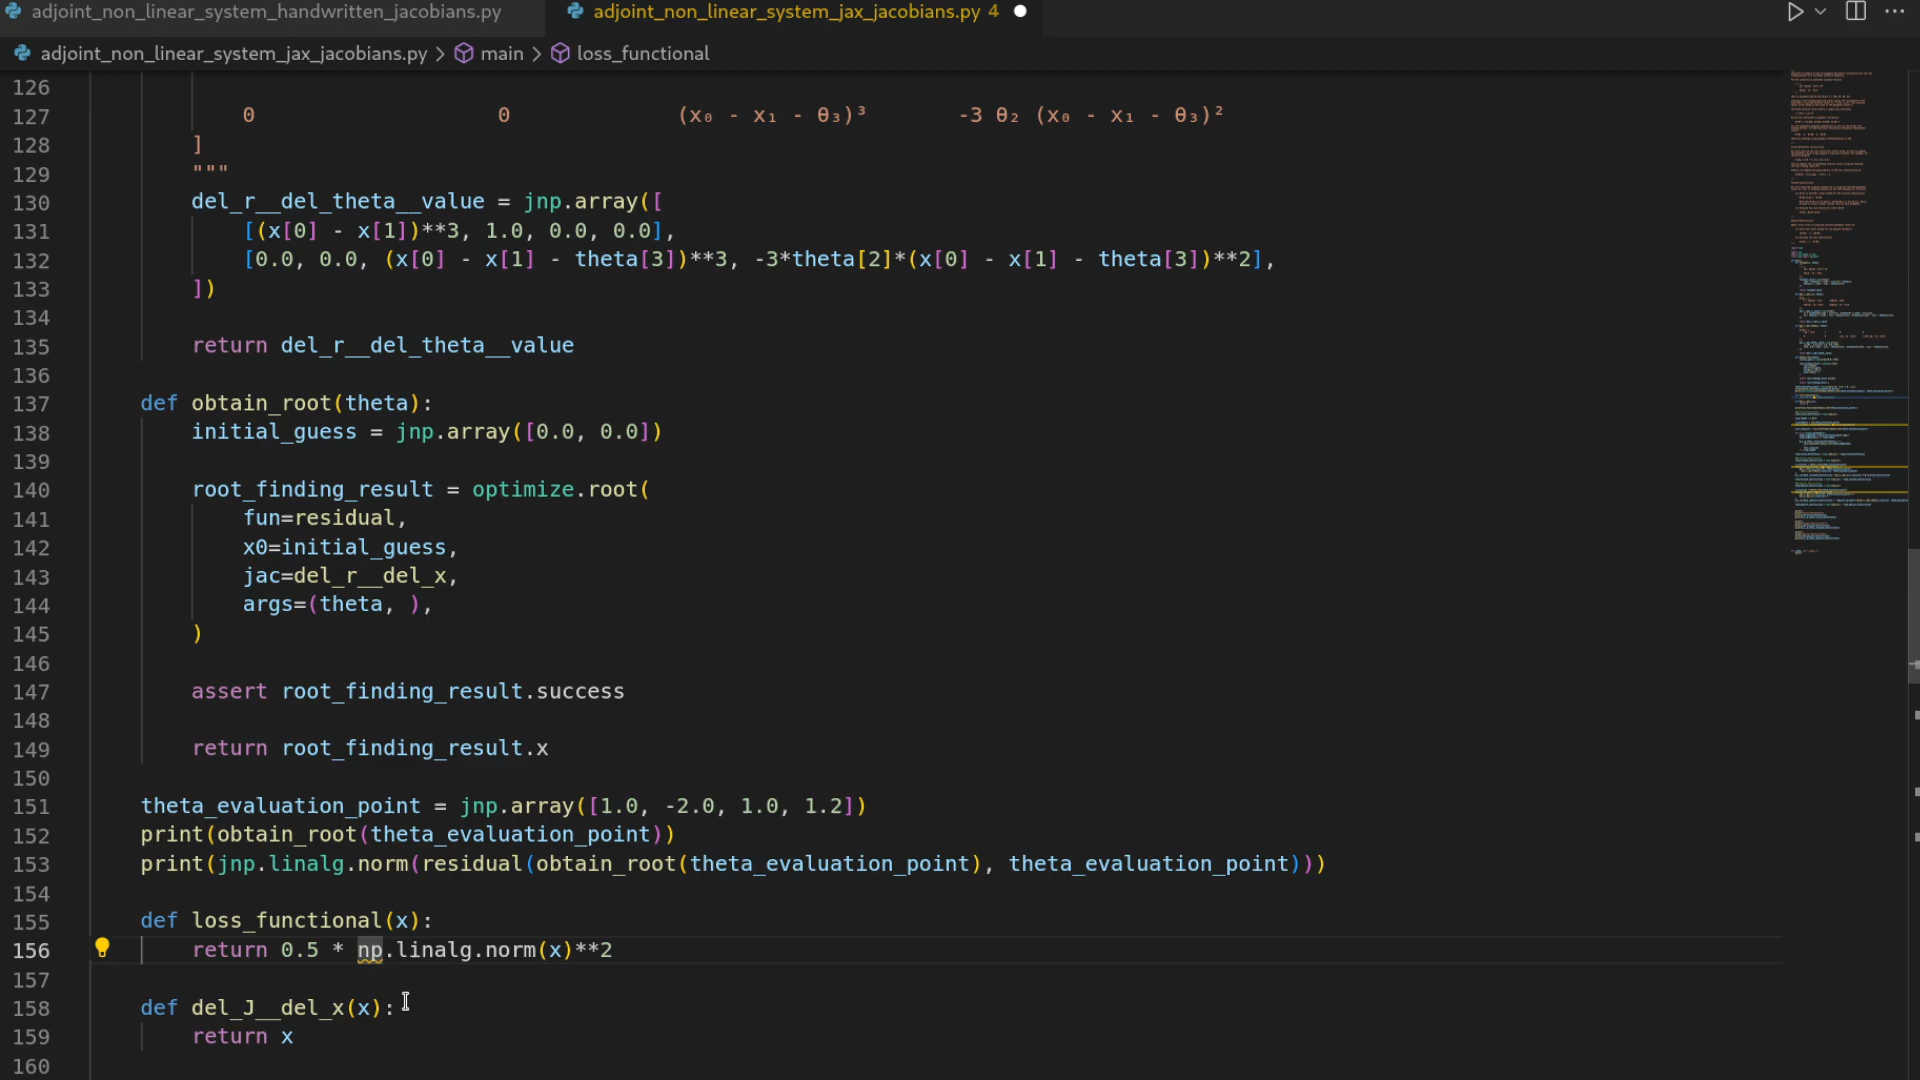 adjoint_non_linear_system_handwritten_jacobians.py
adjoint_non_linear_system_jax_jacobians.py 4
adjoint_non_linear_system_jax_jacobians.py > main > loss_functional
126
127 0 0 (x₀ - x₁ - θ₃)³ -3 θ₂ (x₀ - x₁ - θ₃)²
128 ]
129 """
130 del_r__del_theta__value = jnp.array([
131 [(x[0] - x[1])**3, 1.0, 0.0, 0.0],
132 [0.0, 0.0, (x[0] - x[1] - theta[3])**3, -3*theta[2]*(x[0] - x[1] - theta[3])**2],
133 ])
134
135 return del_r__del_theta__value
136
137 def obtain_root(theta):
138 initial_guess = jnp.array([0.0, 0.0])
139
140 root_finding_result = optimize.root(
141 fun=residual,
142 x0=initial_guess,
143 jac=del_r__del_x,
144 args=(theta, ),
145 )
146
147 assert root_finding_result.success
148
149 return root_finding_result.x
150
151 theta_evaluation_point = jnp.array([1.0, -2.0, 1.0, 1.2])
152 print(obtain_root(theta_evaluation_point))
153 print(jnp.linalg.norm(residual(obtain_root(theta_evaluation_point), theta_evaluation_point)))
154
155 def loss_functional(x):
156 return 0.5 * np.linalg.norm(x)**2
157
158 def del_J__del_x(x):
159 return x
160